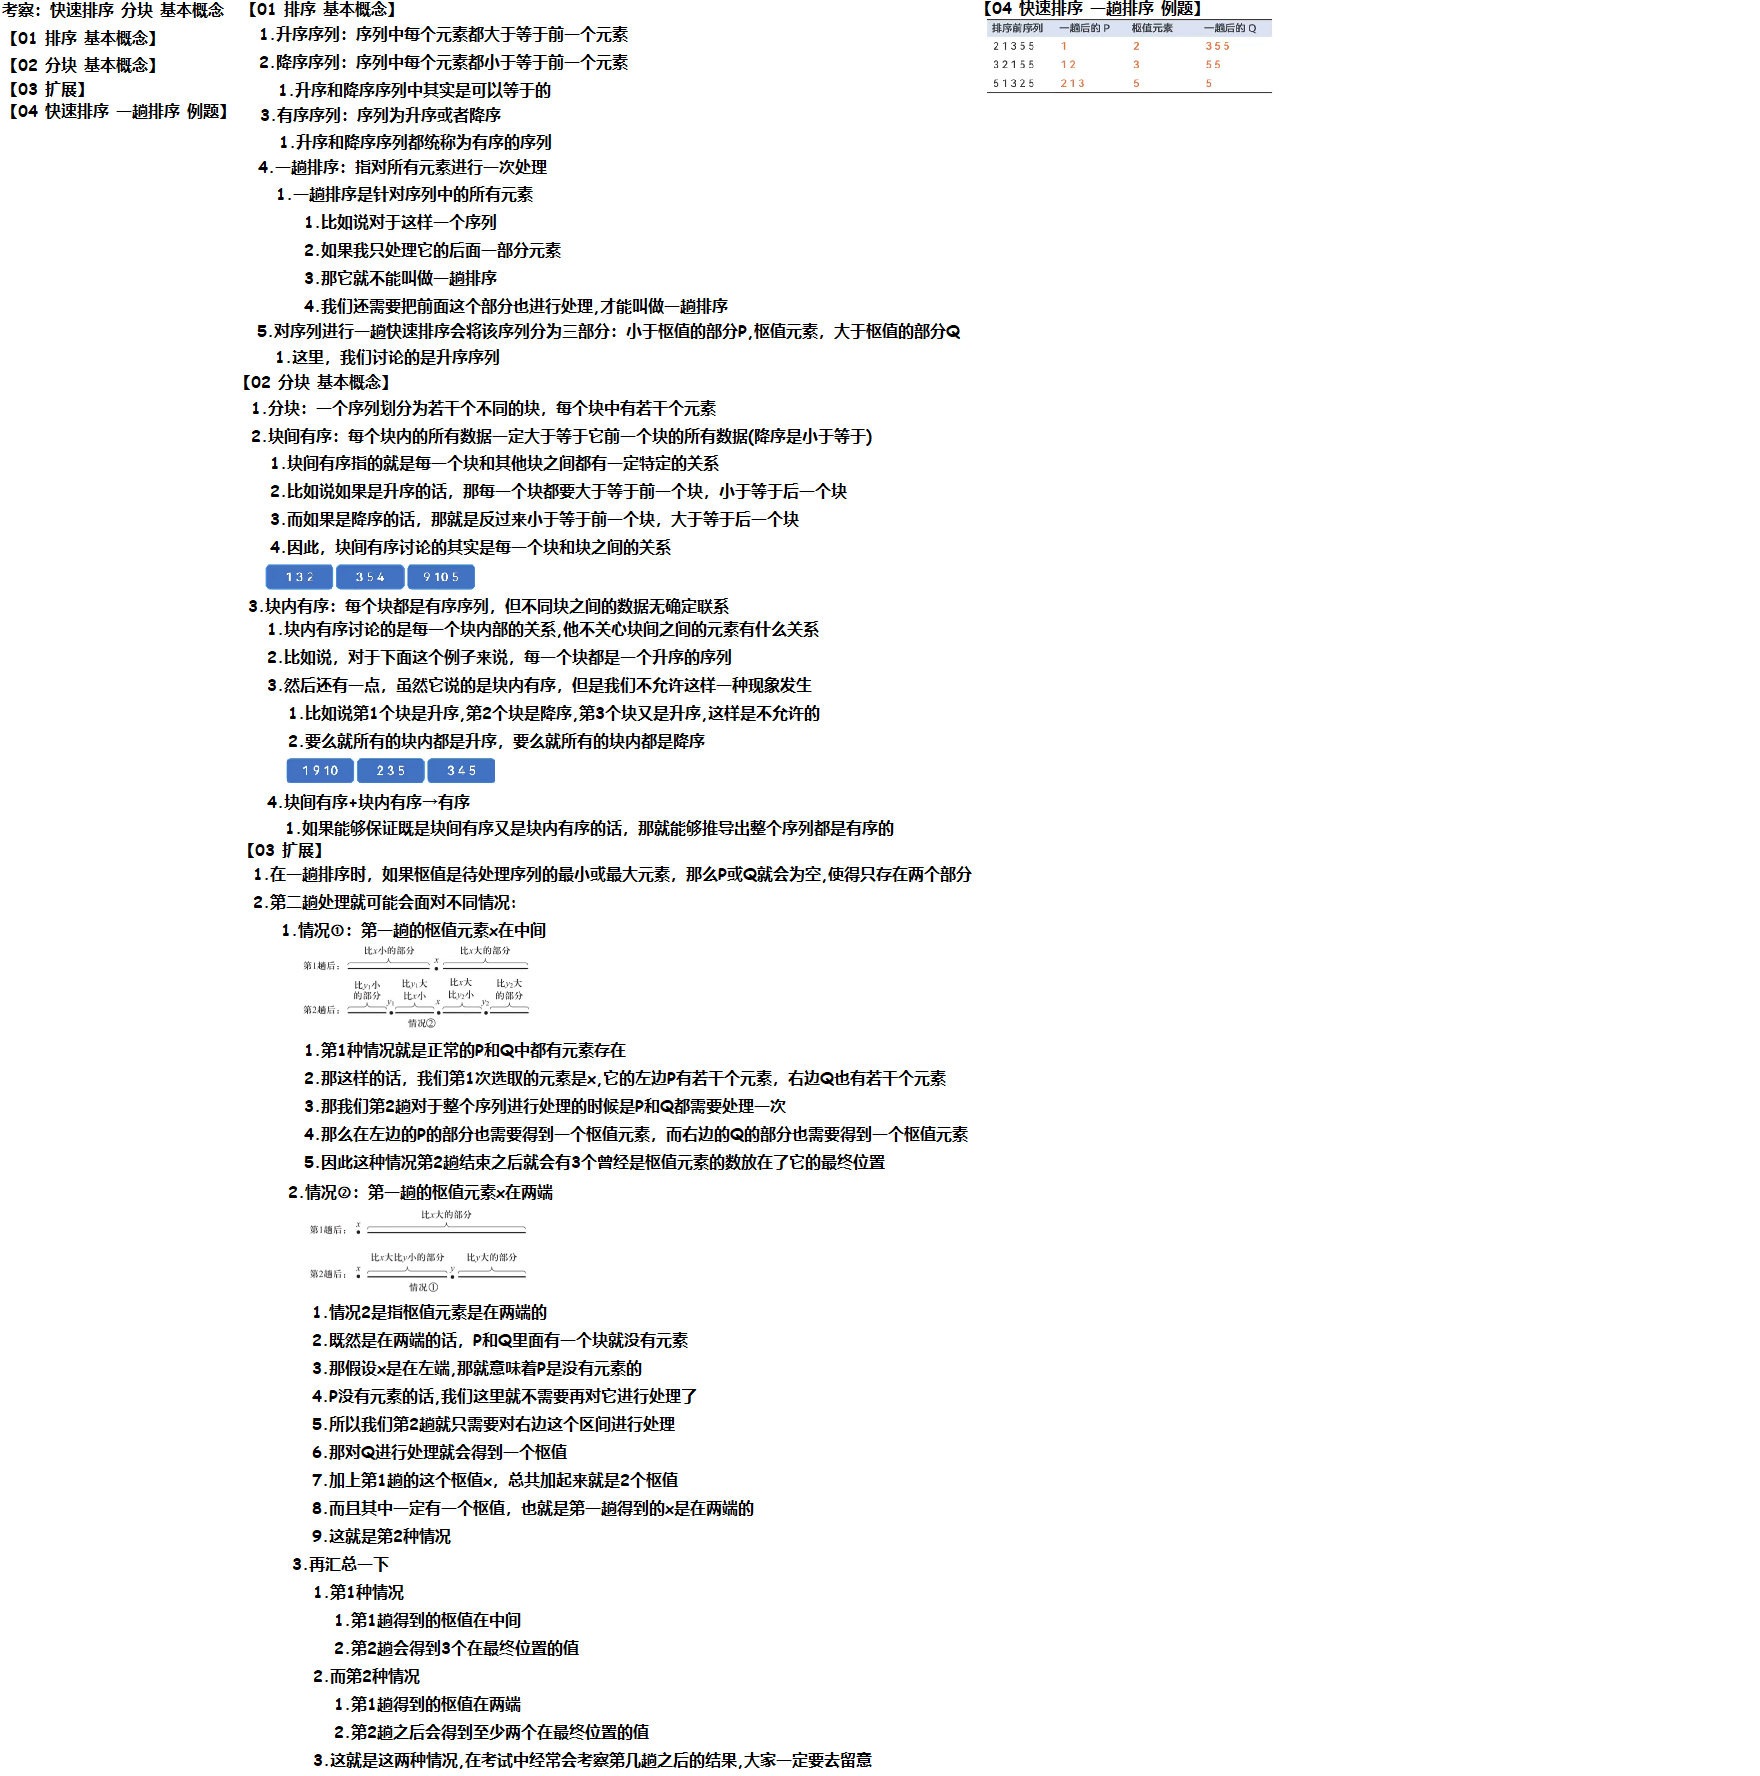 考察：快速排序 分块 基本概念
【01 排序 基本概念】
【02 分块 基本概念】
【03 扩展】
【04 快速排序 一趟排序 例题】
【01 排序 基本概念】
1.升序序列：序列中每个元素都大于等于前一个元素
2.降序序列：序列中每个元素都小于等于前一个元素
1.升序和降序序列中其实是可以等于的
3.有序序列：序列为升序或者降序
1.升序和降序序列都统称为有序的序列
4.一趟排序：指对所有元素进行一次处理
1.一趟排序是针对序列中的所有元素
1.比如说对于这样一个序列
2.如果我只处理它的后面一部分元素
3.那它就不能叫做一趟排序
4.我们还需要把前面这个部分也进行处理,才能叫做一趟排序
5.对序列进行一趟快速排序会将该序列分为三部分：小于枢值的部分P,枢值元素，大于枢值的部分Q
1.这里，我们讨论的是升序序列
【02 分块 基本概念】
1.分块：一个序列划分为若干个不同的块，每个块中有若干个元素
2.块间有序：每个块内的所有数据一定大于等于它前一个块的所有数据(降序是小于等于)
1.块间有序指的就是每一个块和其他块之间都有一定特定的关系
2.比如说如果是升序的话，那每一个块都要大于等于前一个块，小于等于后一个块
3.而如果是降序的话，那就是反过来小于等于前一个块，大于等于后一个块
4.因此，块间有序讨论的其实是每一个块和块之间的关系
1 3 2 3 5 4 9 10 5
3.块内有序：每个块都是有序序列，但不同块之间的数据无确定联系
1.块内有序讨论的是每一个块内部的关系,他不关心块间之间的元素有什么关系
2.比如说，对于下面这个例子来说，每一个块都是一个升序的序列
3.然后还有一点，虽然它说的是块内有序，但是我们不允许这样一种现象发生
1.比如说第1个块是升序,第2个块是降序,第3个块又是升序,这样是不允许的
2.要么就所有的块内都是升序，要么就所有的块内都是降序
1 9 10 2 3 5 3 4 5
4.块间有序+块内有序→有序
1.如果能够保证既是块间有序又是块内有序的话，那就能够推导出整个序列都是有序的
【03 扩展】
1.在一趟排序时，如果枢值是待处理序列的最小或最大元素，那么P或Q就会为空,使得只存在两个部分
2.第二趟处理就可能会面对不同情况：
1.情况①：第一趟的枢值元素x在中间
比x小的部分 比x大的部分
第1趟后： x
比y₁小 比y₁大 比x大 比y₂大
的部分 比x小 比y₂小 的部分
第2趟后： y₁ x y₂
情况②
1.第1种情况就是正常的P和Q中都有元素存在
2.那这样的话，我们第1次选取的元素是x,它的左边P有若干个元素，右边Q也有若干个元素
3.那我们第2趟对于整个序列进行处理的时候是P和Q都需要处理一次
4.那么在左边的P的部分也需要得到一个枢值元素，而右边的Q的部分也需要得到一个枢值元素
5.因此这种情况第2趟结束之后就会有3个曾经是枢值元素的数放在了它的最终位置
2.情况②：第一趟的枢值元素x在两端
比x大的部分
第1趟后： x
比x大比y小的部分 比y大的部分
第2趟后： x y
情况①
1.情况2是指枢值元素是在两端的
2.既然是在两端的话，P和Q里面有一个块就没有元素
3.那假设x是在左端,那就意味着P是没有元素的
4.P没有元素的话,我们这里就不需要再对它进行处理了
5.所以我们第2趟就只需要对右边这个区间进行处理
6.那对Q进行处理就会得到一个枢值
7.加上第1趟的这个枢值x，总共加起来就是2个枢值
8.而且其中一定有一个枢值，也就是第一趟得到的x是在两端的
9.这就是第2种情况
3.再汇总一下
1.第1种情况
1.第1趟得到的枢值在中间
2.第2趟会得到3个在最终位置的值
2.而第2种情况
1.第1趟得到的枢值在两端
2.第2趟之后会得到至少两个在最终位置的值
3.这就是这两种情况,在考试中经常会考察第几趟之后的结果,大家一定要去留意
【04 快速排序 一趟排序 例题】
排序前序列 一趟后的 P 枢值元素 一趟后的 Q
2 1 3 5 5 1 2 3 5 5
3 2 1 5 5 1 2 3 5 5
5 1 3 2 5 2 1 3 5 5